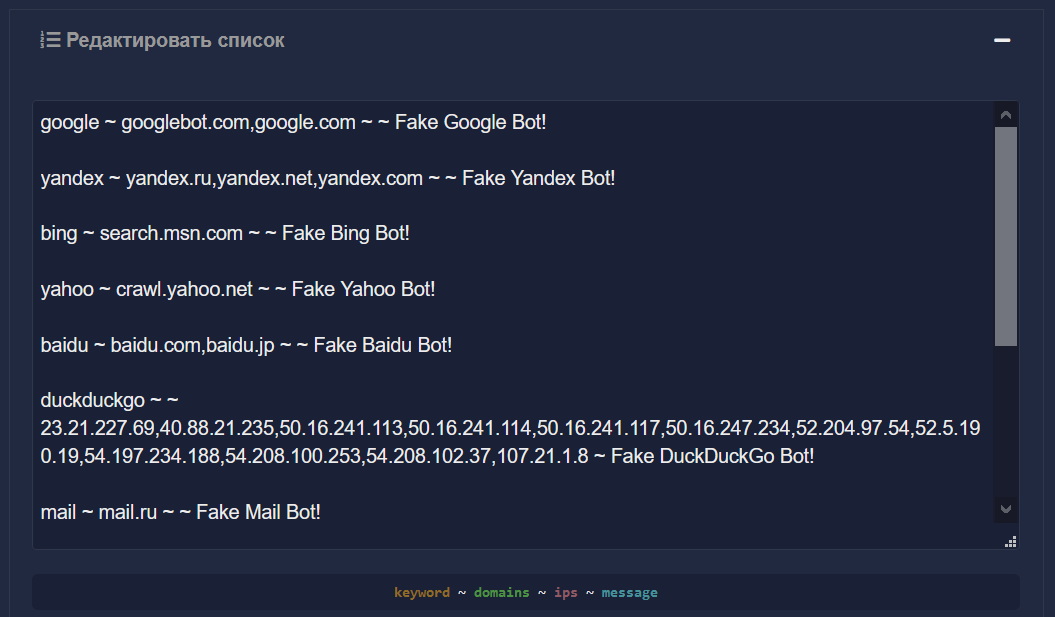 Редактировать список
google ~ googlebot.com,google.com ~ ~ Fake Google Bot!
yandex ~ yandex.ru,yandex.net,yandex.com ~ ~ Fake Yandex Bot!
bing ~ search.msn.com ~ ~ Fake Bing Bot!
yahoo ~ crawl.yahoo.net ~ ~ Fake Yahoo Bot!
baidu ~ baidu.com,baidu.jp ~ ~ Fake Baidu Bot!
duckduckgo ~ ~
23.21.227.69,40.88.21.235,50.16.241.113,50.16.241.114,50.16.241.117,50.16.247.234,52.204.97.54,52.5.19
0.19,54.197.234.188,54.208.100.253,54.208.102.37,107.21.1.8 ~ Fake DuckDuckGo Bot!
mail ~ mail.ru ~ ~ Fake Mail Bot!
keyword ~ domains ~ ips ~ message